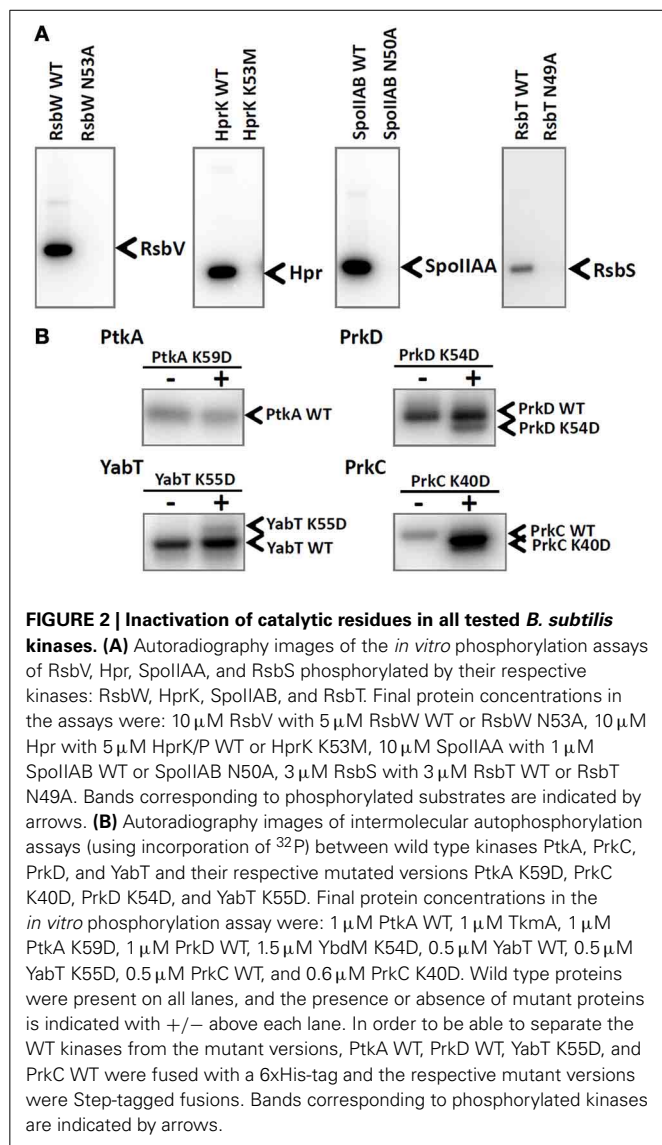 A
RsbW WT
RsbW N53A
HprK WT
HprK K53M
SpoIIAB WT
SpoIIAB N50A
RsbT WT
RsbT N49A
RsbV
Hpr
SpoIIAA
RsbS
B
PtkA
PrkD
PtkA K59D
PrkD K54D
- +
- +
PtkA WT
PrkD WT
PrkD K54D
YabT
PrkC
YabT K55D
PrkC K40D
- +
- +
YabT K55D
YabT WT
PrkC WT
PrkC K40D
FIGURE 2 | Inactivation of catalytic residues in all tested B. subtilis
kinases. (A) Autoradiography images of the in vitro phosphorylation assays
of RsbV, Hpr, SpoIIAA, and RsbS phosphorylated by their respective
kinases: RsbW, HprK, SpoIIAB, and RsbT. Final protein concentrations in
the assays were: 10 μM RsbV with 5 μM RsbW WT or RsbW N53A, 10 μM
Hpr with 5 μM HprK/P WT or HprK K53M, 10 μM SpoIIAA with 1 μM
SpoIIAB WT or SpoIIAB N50A, 3 μM RsbS with 3 μM RsbT WT or RsbT
N49A. Bands corresponding to phosphorylated substrates are indicated by
arrows. (B) Autoradiography images of intermolecular autophosphorylation
assays (using incorporation of ³²P) between wild type kinases PtkA, PrkC,
PrkD, and YabT and their respective mutated versions PtkA K59D, PrkC
K40D, PrkD K54D, and YabT K55D. Final protein concentrations in the
in vitro phosphorylation assay were: 1 μM PtkA WT, 1 μM TkmA, 1 μM
PtkA K59D, 1 μM PrkD WT, 1.5 μM YbdM K54D, 0.5 μM YabT WT, 0.5 μM
YabT K55D, 0.5 μM PrkC WT, and 0.6 μM PrkC K40D. Wild type proteins
were present on all lanes, and the presence or absence of mutant proteins
is indicated with +/− above each lane. In order to be able to separate the
WT kinases from the mutant versions, PtkA WT, PrkD WT, YabT K55D, and
PrkC WT were fused with a 6xHis-tag and the respective mutant versions
were Step-tagged fusions. Bands corresponding to phosphorylated kinases
are indicated by arrows.